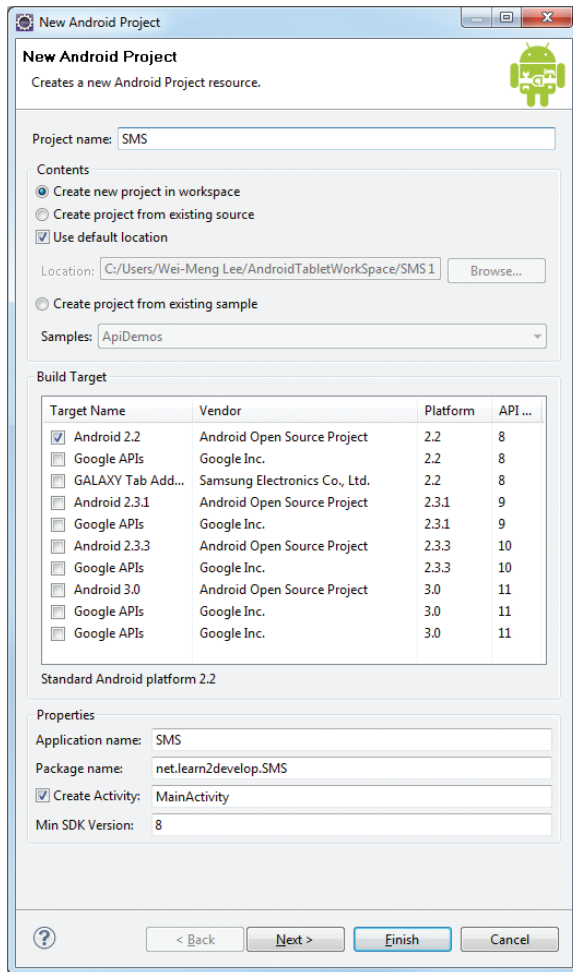 New Android Project
New Android Project
Creates a new Android Project resource.
Project name: SMS
Contents
Create new project in workspace
Create project from existing source
Use default location
Location: C:/Users/Wei-Meng Lee/AndroidTabletWorkSpace/SMS1 Browse...
Create project from existing sample
Samples: ApiDemos
Build Target
Target Name Vendor Platform API ...
Android 2.2 Android Open Source Project 2.2 8
Google APIs Google Inc. 2.2 8
GALAXY Tab Add... Samsung Electronics Co., Ltd. 2.2 8
Android 2.3.1 Android Open Source Project 2.3.1 9
Google APIs Google Inc. 2.3.1 9
Android 2.3.3 Android Open Source Project 2.3.3 10
Google APIs Google Inc. 2.3.3 10
Android 3.0 Android Open Source Project 3.0 11
Google APIs Google Inc. 3.0 11
Google APIs Google Inc. 3.0 11
Standard Android platform 2.2
Properties
Application name: SMS
Package name: net.learn2develop.SMS
Create Activity: MainActivity
Min SDK Version: 8
? < Back Next > Finish Cancel